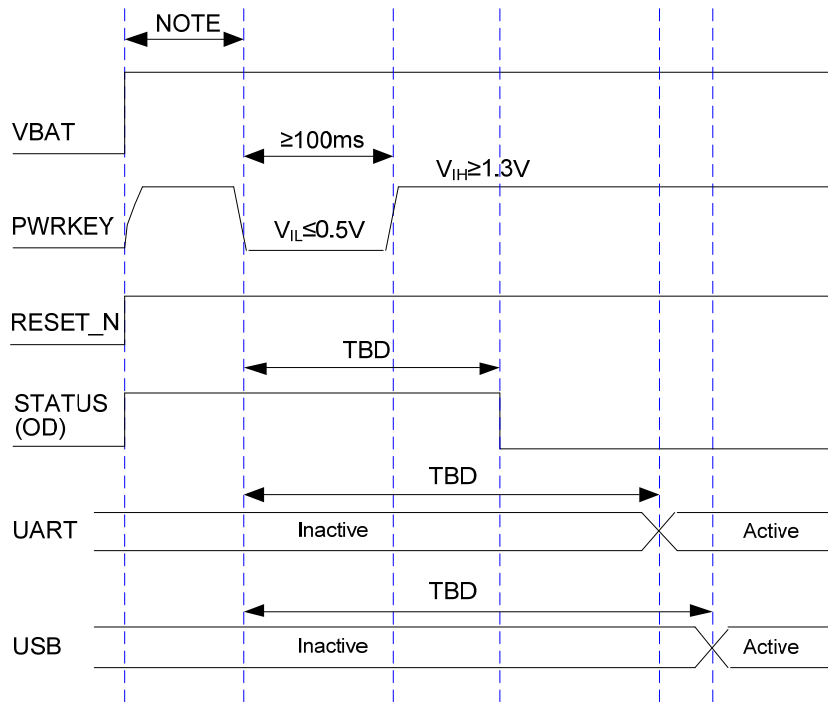 NOTE
VBAT
≥100ms
VIH≥1.3V
PWRKEY
VIL≤0.5V
RESET_N
TBD
STATUS
(OD)
TBD
UART
Inactive
Active
TBD
USB
Inactive
Active